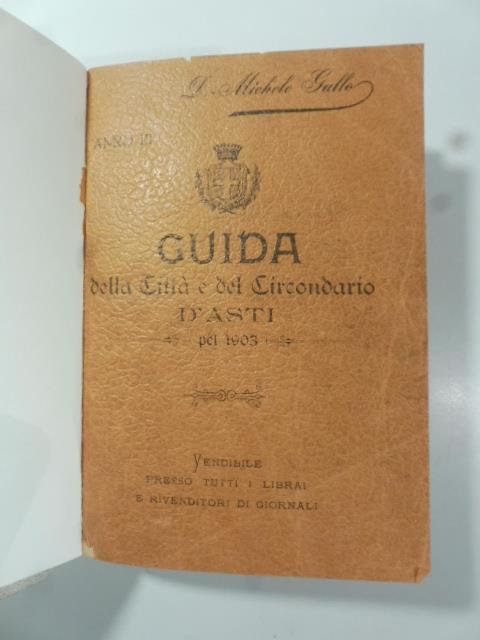 D. Michele Gallo
ANNO III
GUIDA
della Città e del Circondario
D'ASTI
pel 1903
VENDIBILE
PRESSO TUTTI I LIBRAI
E RIVENDITORI DI GIORNALI